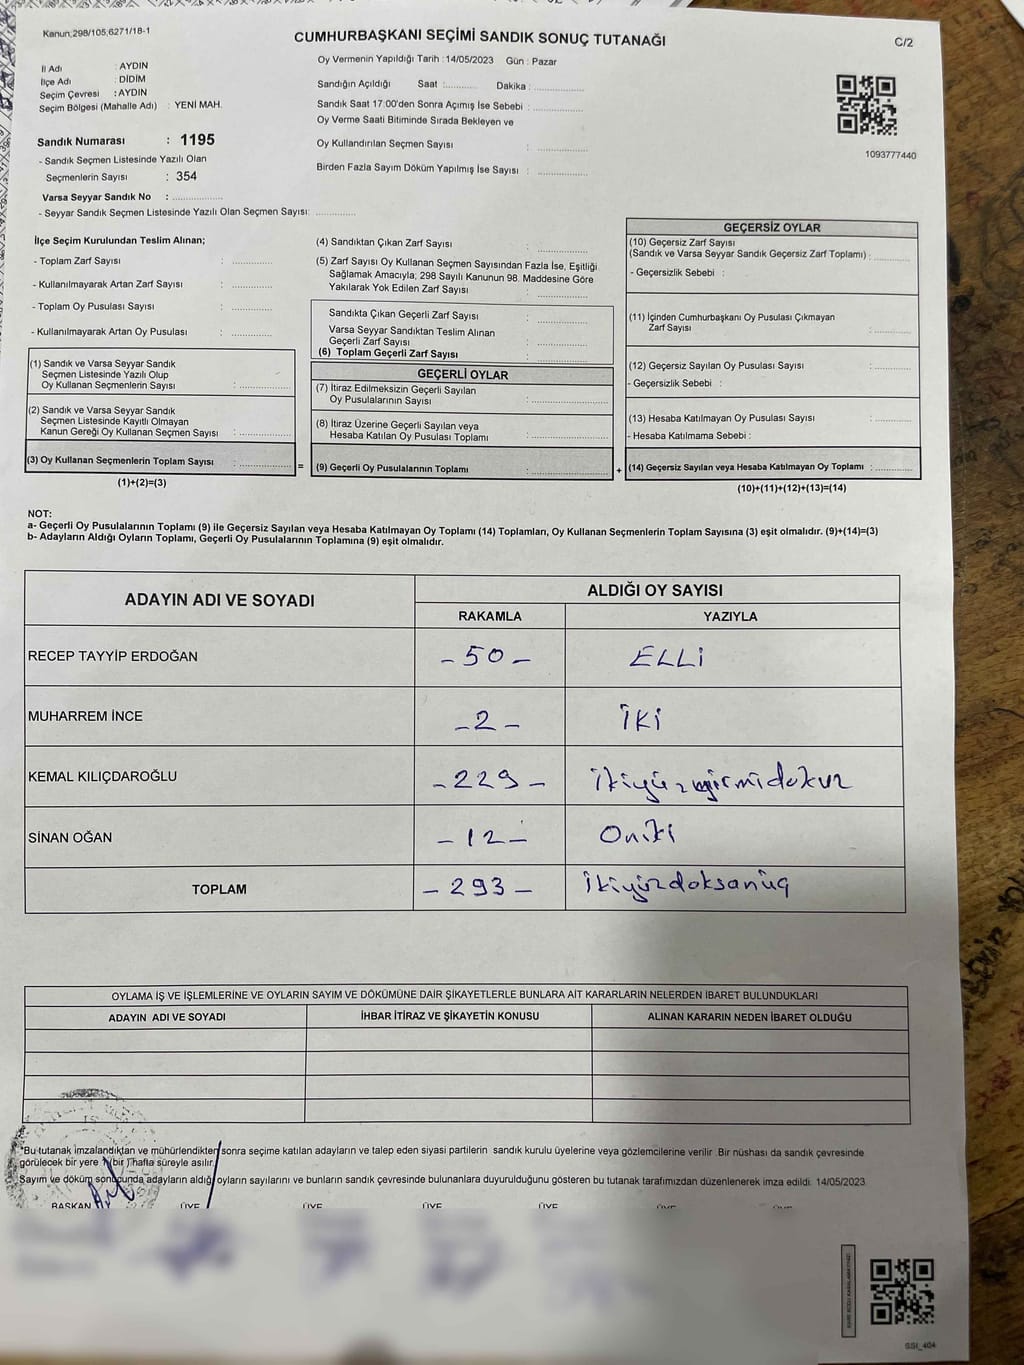 Kanun;298/105;6271/18-1
CUMHURBAŞKANI SEÇİMİ SANDIK SONUÇ TUTANAĞI
C/2
Oy Vermenin Yapıldığı Tarih : 14/05/2023 Gün : Pazar
İl Adı : AYDIN
İlçe Adı : DİDİM
Seçim Çevresi : AYDIN
Seçim Bölgesi (Mahalle Adı) : YENİ MAH.
Sandık Numarası : 1195
- Sandık Seçmen Listesinde Yazılı Olan
Seçmenlerin Sayısı : 354
Varsa Seyyar Sandık No : ....................
- Seyyar Sandık Seçmen Listesinde Yazılı Olan Seçmen Sayısı: ................
Sandığın Açıldığı Saat :............ Dakika : ....................
Sandık Saat 17:00'den Sonra Açımış İse Sebebi : ....................
Oy Verme Saati Bitiminde Sırada Bekleyen ve
Oy Kullandırılan Seçmen Sayısı : ....................
Birden Fazla Sayım Döküm Yapılmış İse Sayısı : ....................
1093777440
İlçe Seçim Kurulundan Teslim Alınan;
- Toplam Zarf Sayısı : ................
- Kullanılmayarak Artan Zarf Sayısı : ................
- Toplam Oy Pusulası Sayısı : ................
- Kullanılmayarak Artan Oy Pusulası : ................
(1) Sandık ve Varsa Seyyar Sandık
Seçmen Listesinde Yazılı Olup
Oy Kullanan Seçmenlerin Sayısı : ....................
(2) Sandık ve Varsa Seyyar Sandık
Seçmen Listesinde Kayıtlı Olmayan
Kanun Gereği Oy Kullanan Seçmen Sayısı : ....................
(3) Oy Kullanan Seçmenlerin Toplam Sayısı : ....................
(1)+(2)=(3)
=
(4) Sandıktan Çıkan Zarf Sayısı : ....................
(5) Zarf Sayısı Oy Kullanan Seçmen Sayısından Fazla İse, Eşitliği
Sağlamak Amacıyla, 298 Sayılı Kanunun 98. Maddesine Göre
Yakılarak Yok Edilen Zarf Sayısı : ....................
Sandıkta Çıkan Geçerli Zarf Sayısı : ....................
Varsa Seyyar Sandıktan Teslim Alınan
Geçerli Zarf Sayısı : ....................
(6) Toplam Geçerli Zarf Sayısı : ....................
GEÇERLİ OYLAR
(7) İtiraz Edilmeksizin Geçerli Sayılan
Oy Pusulalarının Sayısı : ....................
(8) İtiraz Üzerine Geçerli Sayılan veya
Hesaba Katılan Oy Pusulası Toplamı : ....................
(9) Geçerli Oy Pusulalarının Toplamı : ....................
+
GEÇERSİZ OYLAR
(10) Geçersiz Zarf Sayısı
(Sandık ve Varsa Seyyar Sandık Geçersiz Zarf Toplamı) : ................
- Geçersizlik Sebebi :
(11) İçinden Cumhurbaşkanı Oy Pusulası Çıkmayan
Zarf Sayısı : ................
(12) Geçersiz Sayılan Oy Pusulası Sayısı : ................
- Geçersizlik Sebebi :
(13) Hesaba Katılmayan Oy Pusulası Sayısı : ................
- Hesaba Katılmama Sebebi :
(14) Geçersiz Sayılan veya Hesaba Katılmayan Oy Toplamı : ................
(10)+(11)+(12)+(13)=(14)
NOT:
a- Geçerli Oy Pusulalarının Toplamı (9) ile Geçersiz Sayılan veya Hesaba Katılmayan Oy Toplamı (14) Toplamları, Oy Kullanan Seçmenlerin Toplam Sayısına (3) eşit olmalıdır. (9)+(14)=(3)
b- Adayların Aldığı Oyların Toplamı, Geçerli Oy Pusulalarının Toplamına (9) eşit olmalıdır.
ADAYIN ADI VE SOYADI
ALDIĞI OY SAYISI
RAKAMLA YAZIYLA
RECEP TAYYİP ERDOĞAN - 50 - ELLİ
MUHARREM İNCE - 2 - İKİ
KEMAL KILIÇDAROĞLU - 229 - ikiyüzyirmidokuz
SİNAN OĞAN - 12 - Oniki
TOPLAM - 293 - ikiyüzdoksanüç
OYLAMA İŞ VE İŞLEMLERİNE VE OYLARIN SAYIM VE DÖKÜMÜNE DAİR ŞİKAYETLERLE BUNLARA AİT KARARLARIN NELERDEN İBARET BULUNDUKLARI
ADAYIN ADI VE SOYADI İHBAR İTİRAZ VE ŞİKAYETİN KONUSU ALINAN KARARIN NEDEN İBARET OLDUĞU
*Bu tutanak İmzalandıktan ve mühürlendikten sonra seçime katılan adayların ve talep eden siyasi partilerin sandık kurulu üyelerine veya gözlemcilerine verilir .Bir nüshası da sandık çevresinde
görülecek bir yere 1(bir) hafta süreyle asılır.
Sayım ve döküm sonucunda adayların aldığı oyların sayılarını ve bunların sandık çevresinde bulunanlara duyurulduğunu gösteren bu tutanak tarafımızdan düzenlenerek imza edildi. 14/05/2023
BAŞKAN ÜYE ÜYE ÜYE ÜYE ÜYE ÜYE
SSI_404